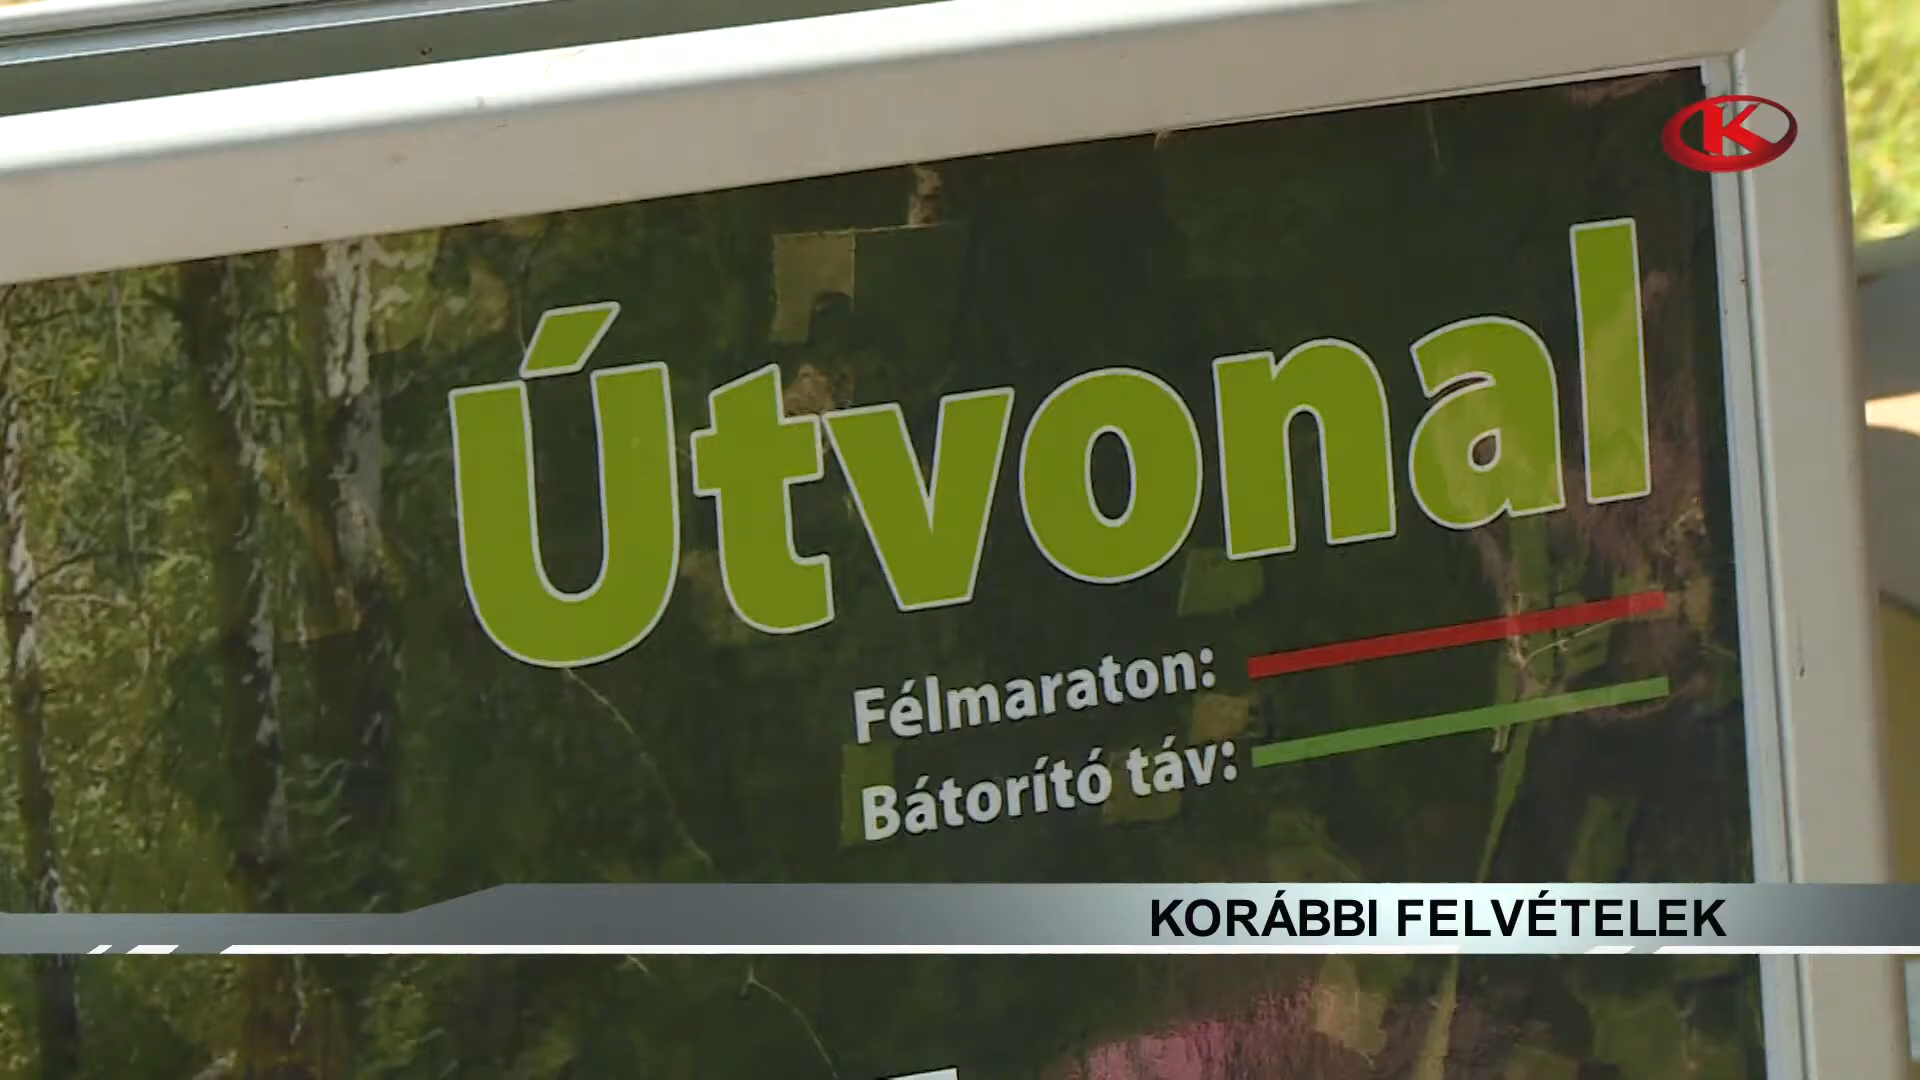 K
Útvonal
Félmaraton:
Bátorító táv:
KORÁBBI FELVÉTELEK